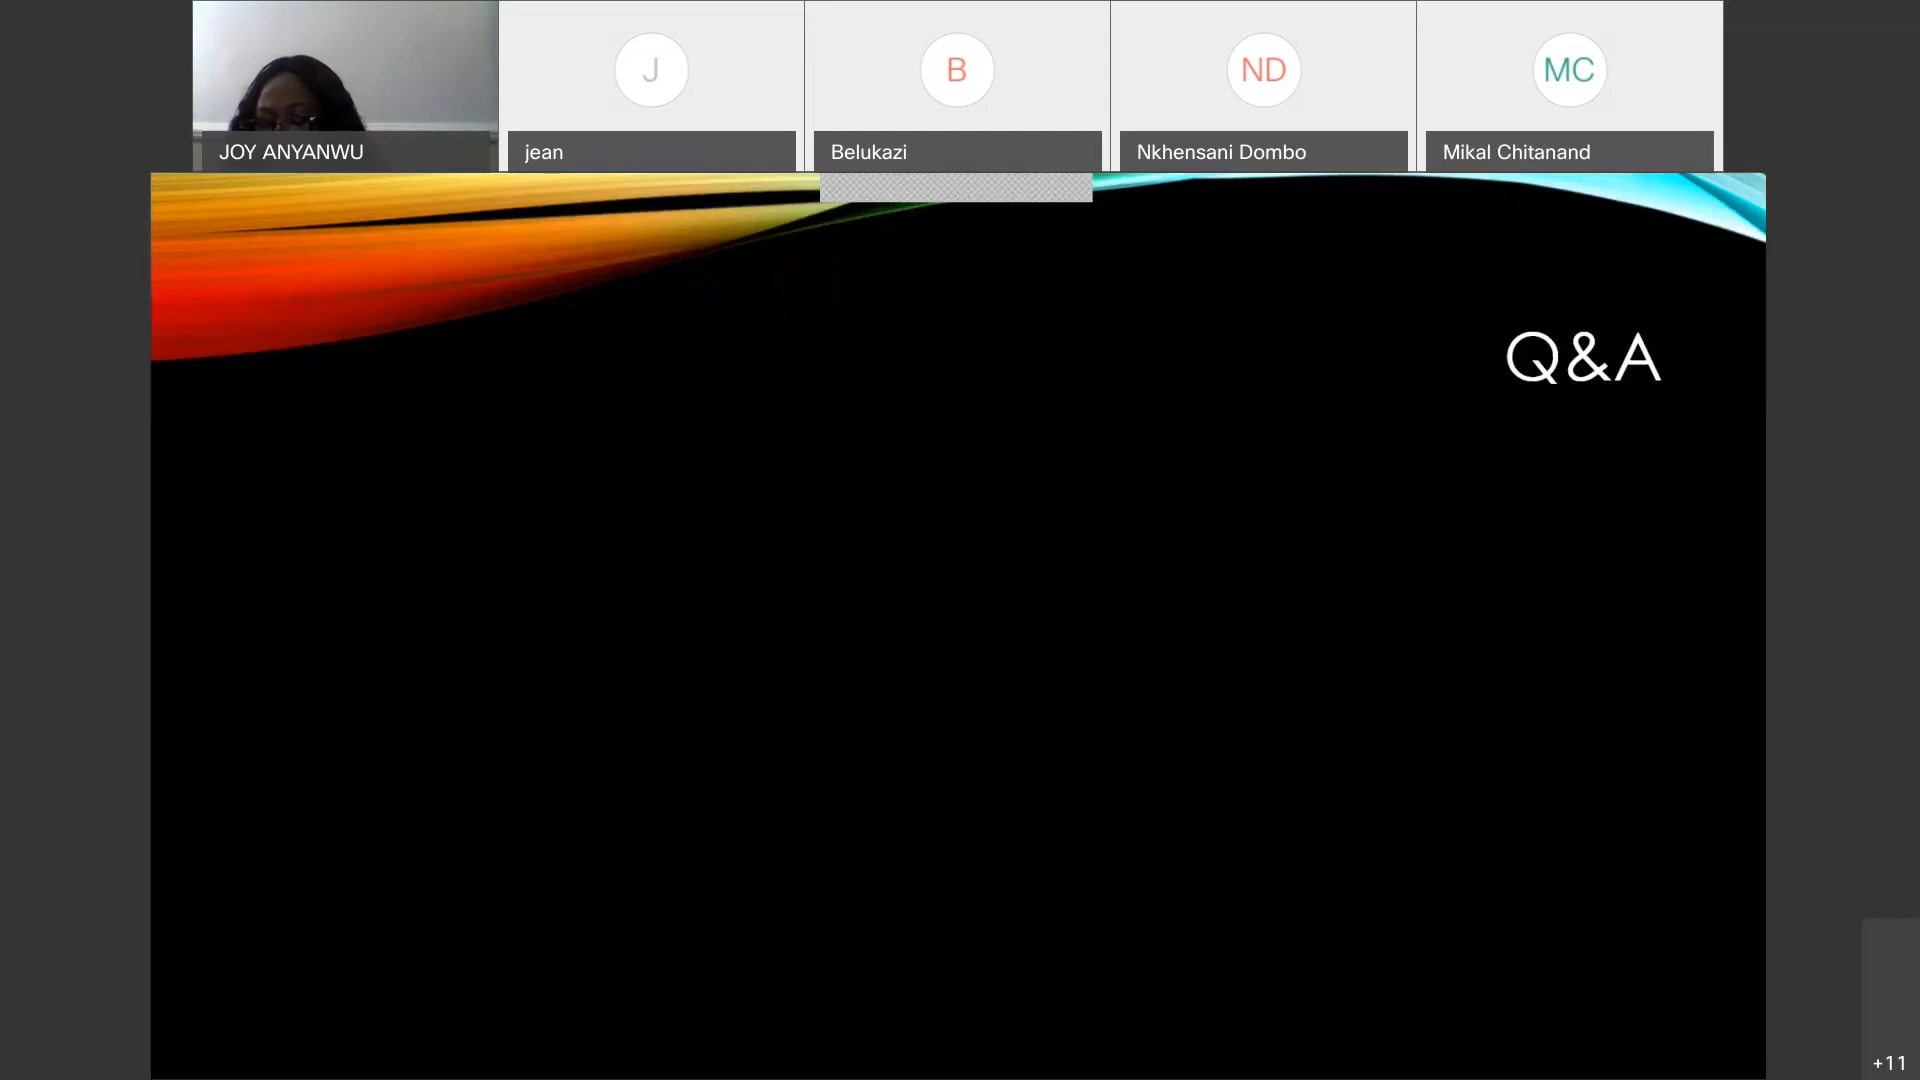 J
B
ND
MC
JOY ANYANWU
jean
Belukazi
Nkhensani Dombo
Mikal Chitanand
Q&A
+11